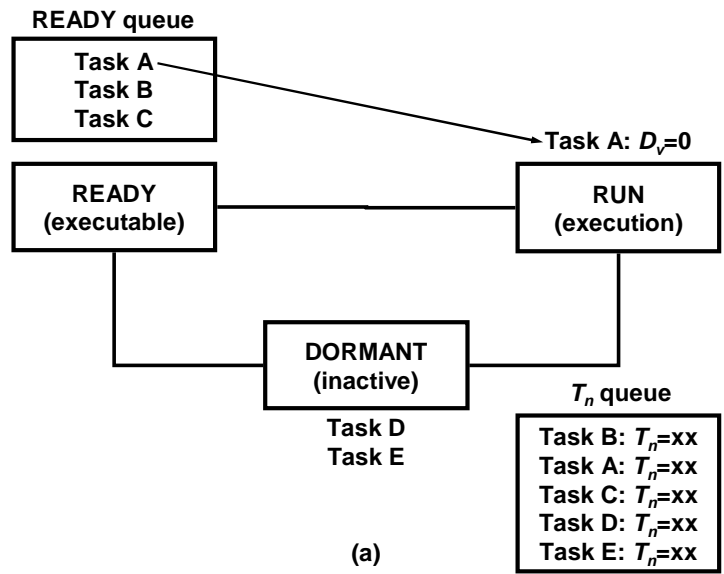 READY queue
Task A
Task B
Task C
Task A: Dv=0
READY
(executable)
RUN
(execution)
DORMANT
(inactive)
Task D
Task E
Tn queue
Task B: Tn=xx
Task A: Tn=xx
Task C: Tn=xx
Task D: Tn=xx
Task E: Tn=xx
(a)